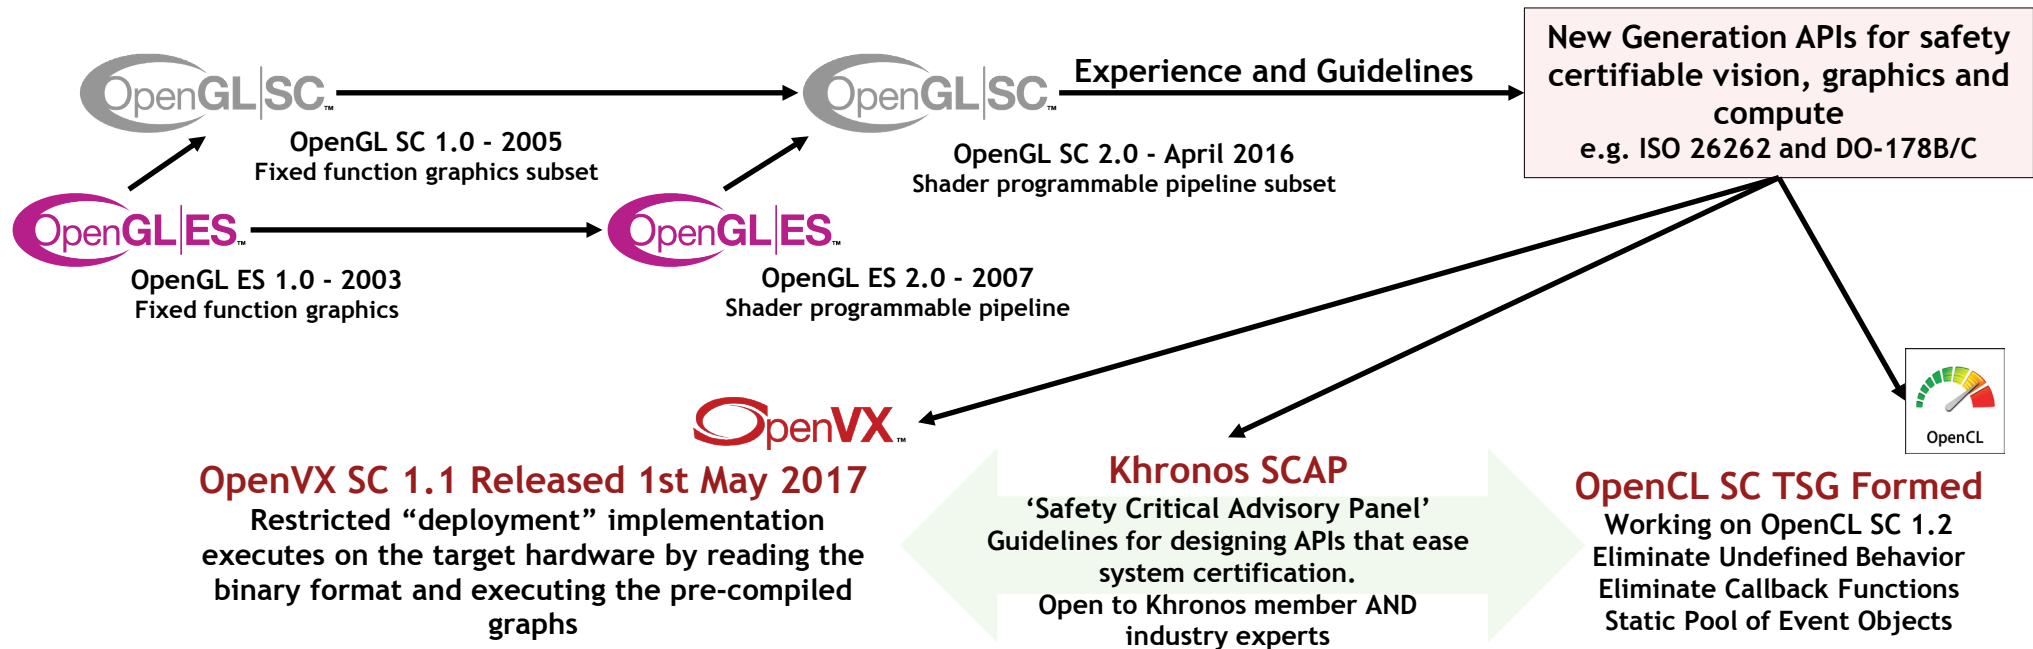 OpenGL|SC™
OpenGL SC 1.0 - 2005
Fixed function graphics subset
OpenGL|ES™
OpenGL ES 1.0 - 2003
Fixed function graphics
OpenGL|SC™
OpenGL SC 2.0 - April 2016
Shader programmable pipeline subset
OpenGL|ES™
OpenGL ES 2.0 - 2007
Shader programmable pipeline
Experience and Guidelines
New Generation APIs for safety
certifiable vision, graphics and
compute
e.g. ISO 26262 and DO-178B/C
OpenVX™
OpenVX SC 1.1 Released 1st May 2017
Restricted “deployment” implementation
executes on the target hardware by reading the
binary format and executing the pre-compiled
graphs
Khronos SCAP
‘Safety Critical Advisory Panel’
Guidelines for designing APIs that ease
system certification.
Open to Khronos member AND
industry experts
OpenCL
OpenCL SC TSG Formed
Working on OpenCL SC 1.2
Eliminate Undefined Behavior
Eliminate Callback Functions
Static Pool of Event Objects